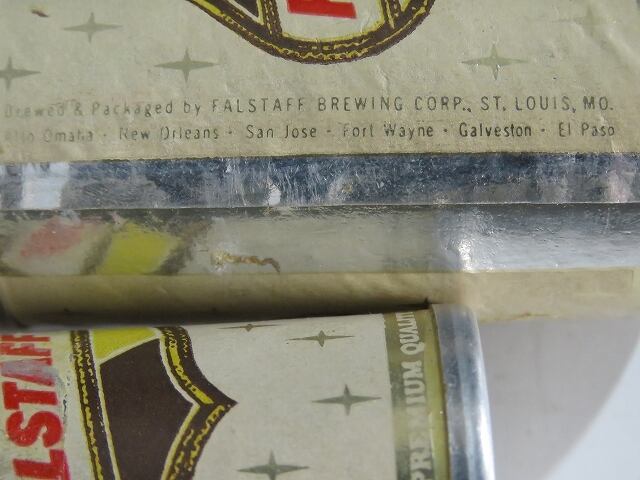 Brewed & Packaged by FALSTAFF BREWING CORP., ST. LOUIS, MO.
Also Omaha - New Orleans - San Jose - Fort Wayne - Galveston - El Paso
LSTAFF
PREMIUM QUALITY